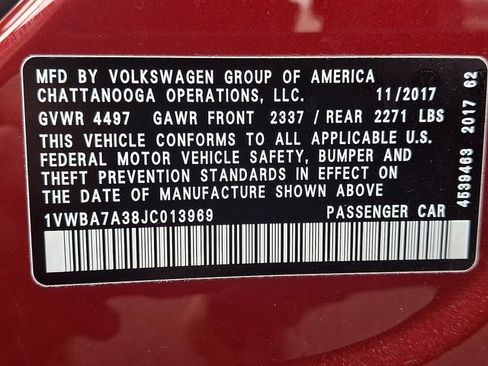 MFD BY VOLKSWAGEN GROUP OF AMERICA
CHATTANOOGA OPERATIONS, LLC. 11/2017
GVWR 4497 GAWR FRONT 2337 / REAR 2271 LBS
THIS VEHICLE CONFORMS TO ALL APPLICABLE U.S.
FEDERAL MOTOR VEHICLE SAFETY, BUMPER AND
THEFT PREVENTION STANDARDS IN EFFECT ON
THE DATE OF MANUFACTURE SHOWN ABOVE
1VWBA7A38JC013969 PASSENGER CAR
4539463 2017 62